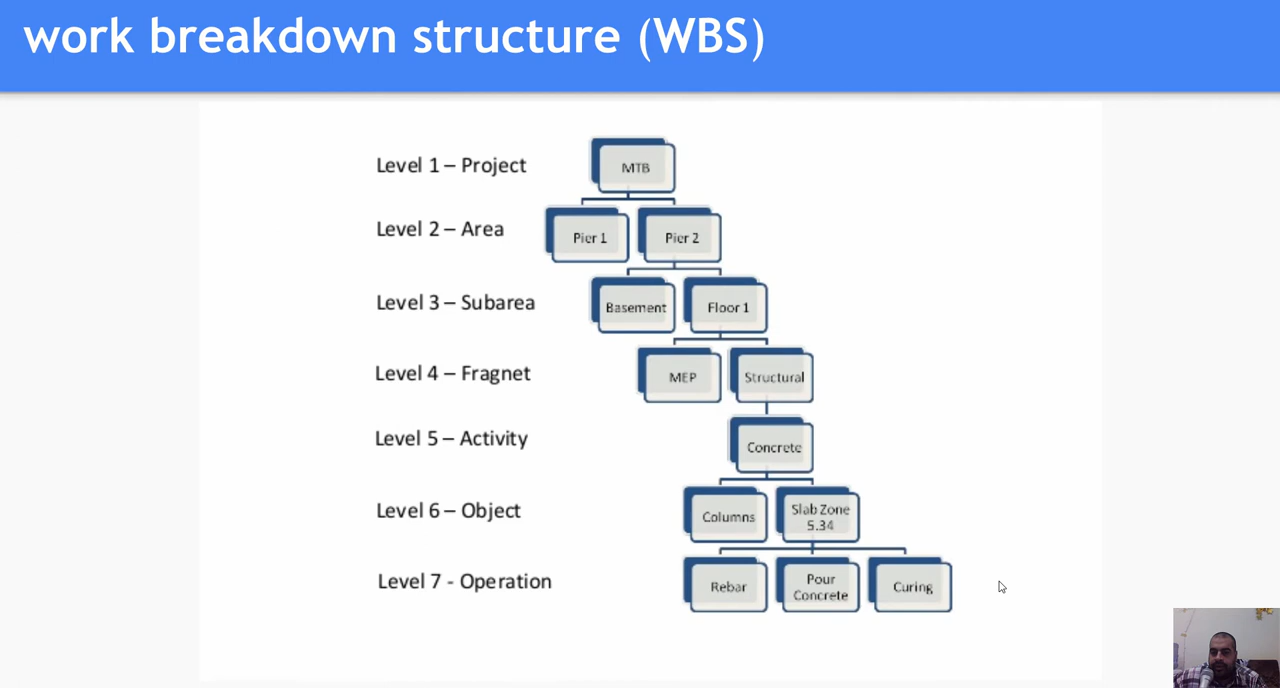 work breakdown structure (WBS)
Level 1 – Project
MTB
Level 2 – Area
Pier 1
Pier 2
Level 3 – Subarea
Basement
Floor 1
Level 4 – Fragnet
MEP
Structural
Level 5 – Activity
Concrete
Level 6 – Object
Columns
Slab Zone
5.34
Level 7 - Operation
Rebar
Pour
Concrete
Curing